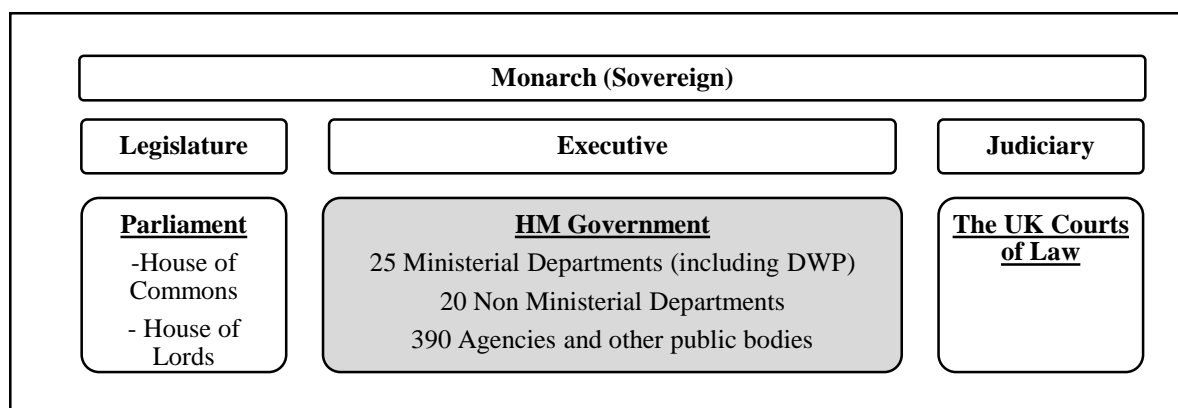 Monarch (Sovereign)
Legislature
Executive
Judiciary
Parliament
-House of
Commons
- House of
Lords
HM Government
25 Ministerial Departments (including DWP)
20 Non Ministerial Departments
390 Agencies and other public bodies
The UK Courts
of Law